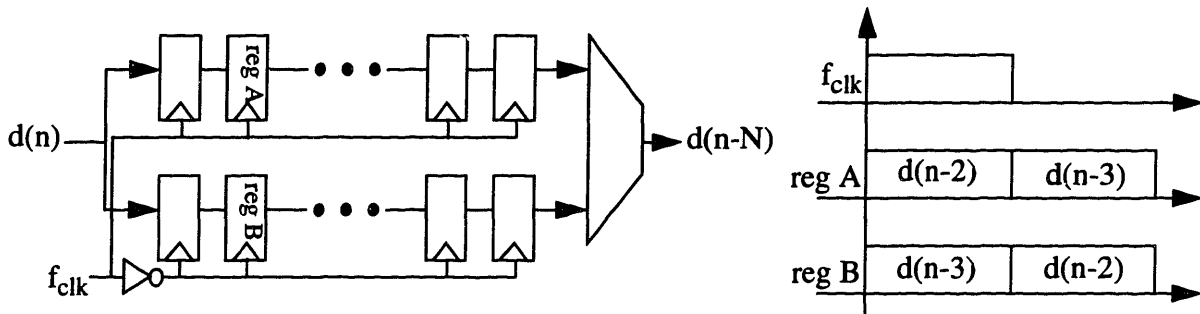 reg A
d(n)
d(n-N)
reg B
f_clk
f_clk
reg A
d(n-2)
d(n-3)
reg B
d(n-3)
d(n-2)